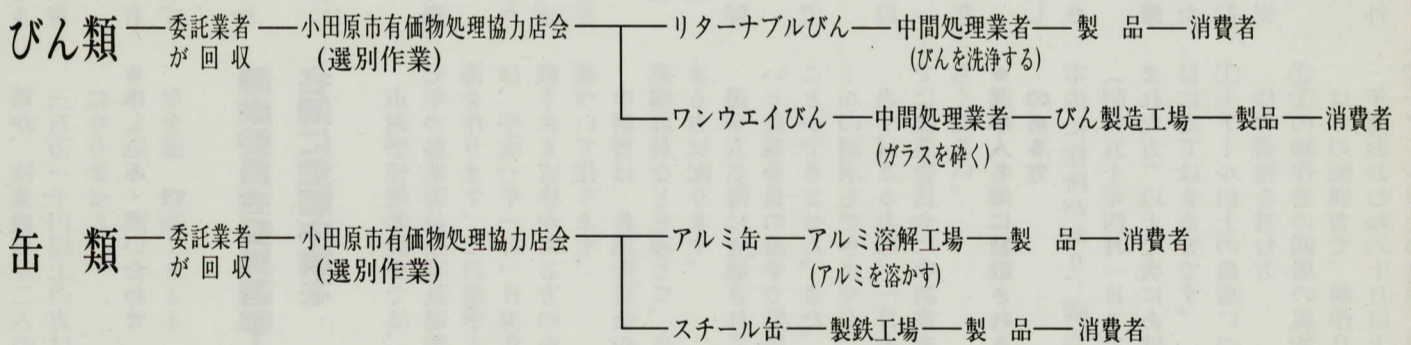 びん類 委託業者が回収 小田原市有価物処理協力店会(選別作業) リターナブルびん 中間処理業者(びんを洗浄する) 製品 消費者
ワンウエイびん 中間処理業者(ガラスを砕く) びん製造工場 製品 消費者
缶類 委託業者が回収 小田原市有価物処理協力店会(選別作業) アルミ缶 アルミ溶解工場(アルミを溶かす) 製品 消費者
スチール缶 製鉄工場 製品 消費者